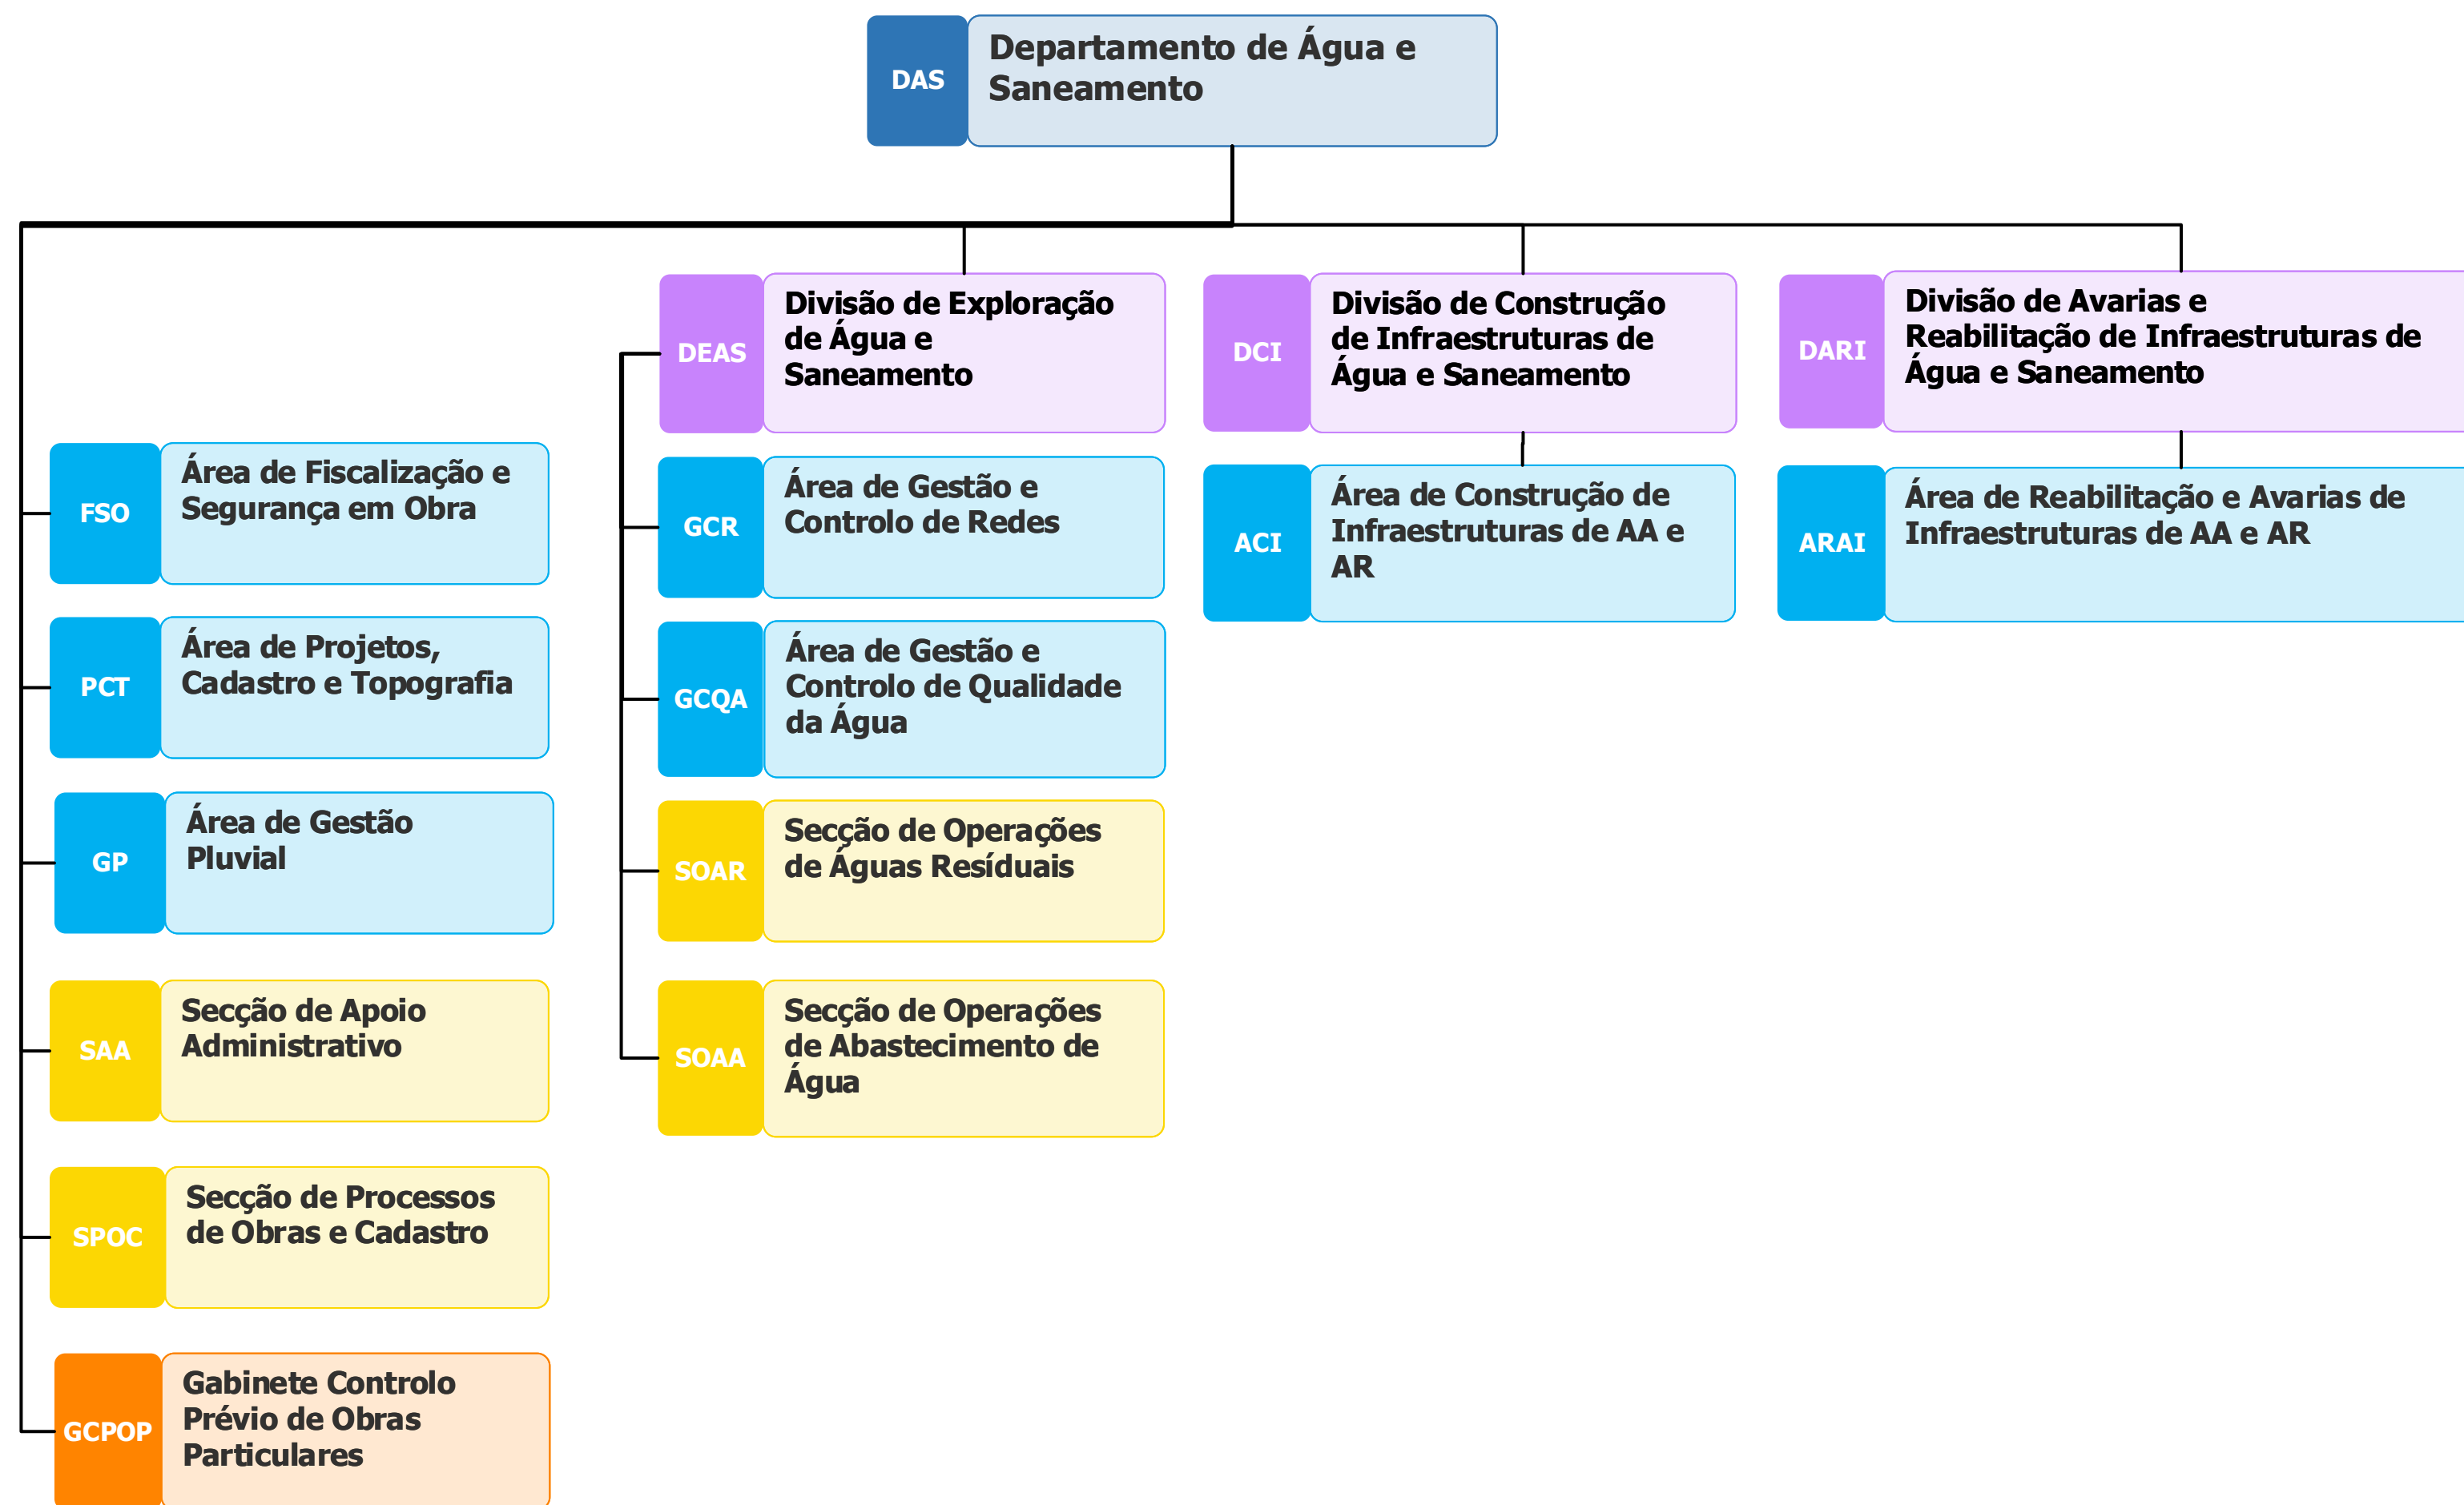 DAS
Departamento de Água e
Saneamento
DEAS
Divisão de Exploração
de Água e
Saneamento
DCI
Divisão de Construção
de Infraestruturas de
Água e Saneamento
DARI
Divisão de Avarias e
Reabilitação de Infraestruturas de
Água e Saneamento
FSO
Área de Fiscalização e
Segurança em Obra
PCT
Área de Projetos,
Cadastro e Topografia
GP
Área de Gestão
Pluvial
SAA
Secção de Apoio
Administrativo
SPOC
Secção de Processos
de Obras e Cadastro
GCPOP
Gabinete Controlo
Prévio de Obras
Particulares
GCR
Área de Gestão e
Controlo de Redes
GCQA
Área de Gestão e
Controlo de Qualidade
da Água
SOAR
Secção de Operações
de Águas Resíduais
SOAA
Secção de Operações
de Abastecimento de
Água
ACI
Área de Construção de
Infraestruturas de AA e
AR
ARAI
Área de Reabilitação e Avarias de
Infraestruturas de AA e AR